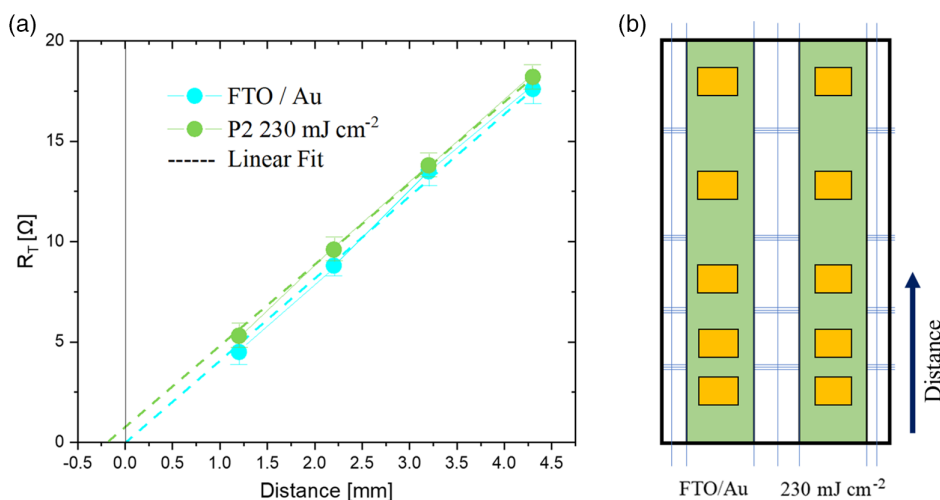 (a)
20
15
10
5
0
R_T [Ω]
FTO / Au
P2 230 mJ cm⁻²
Linear Fit
-0.5 0.0 0.5 1.0 1.5 2.0 2.5 3.0 3.5 4.0 4.5
Distance [mm]
(b)
Distance
FTO/Au 230 mJ cm⁻²